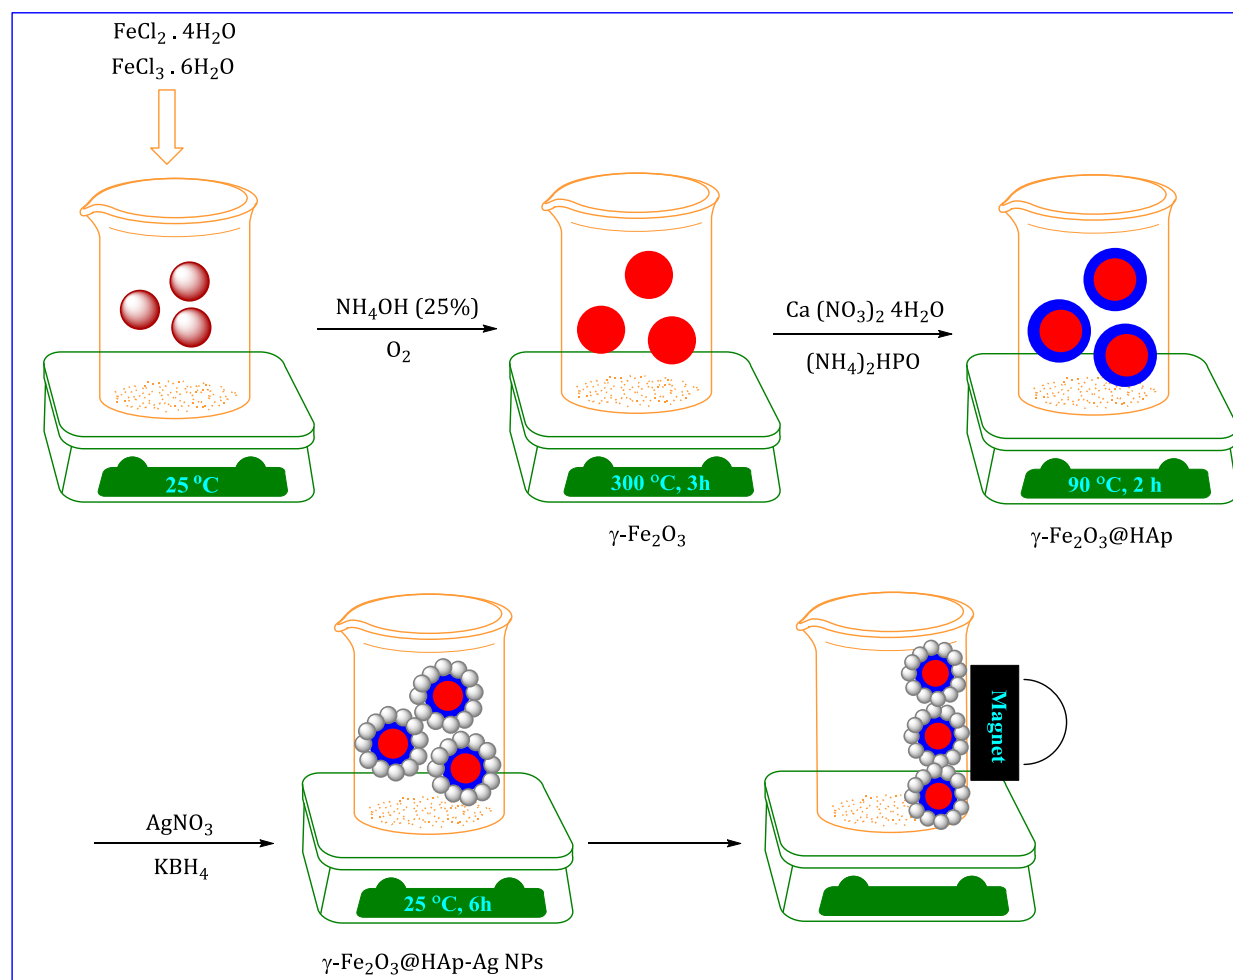 FeCl₂ . 4H₂O
FeCl₃ . 6H₂O
NH₄OH (25%)
O₂
Ca (NO₃)₂ 4H₂O
(NH₄)₂HPO
25 ⁰C
300 °C, 3h
90 °C, 2 h
γ-Fe₂O₃
γ-Fe₂O₃@HAp
AgNO₃
KBH₄
25 °C, 6h
Magnet
γ-Fe₂O₃@HAp-Ag NPs